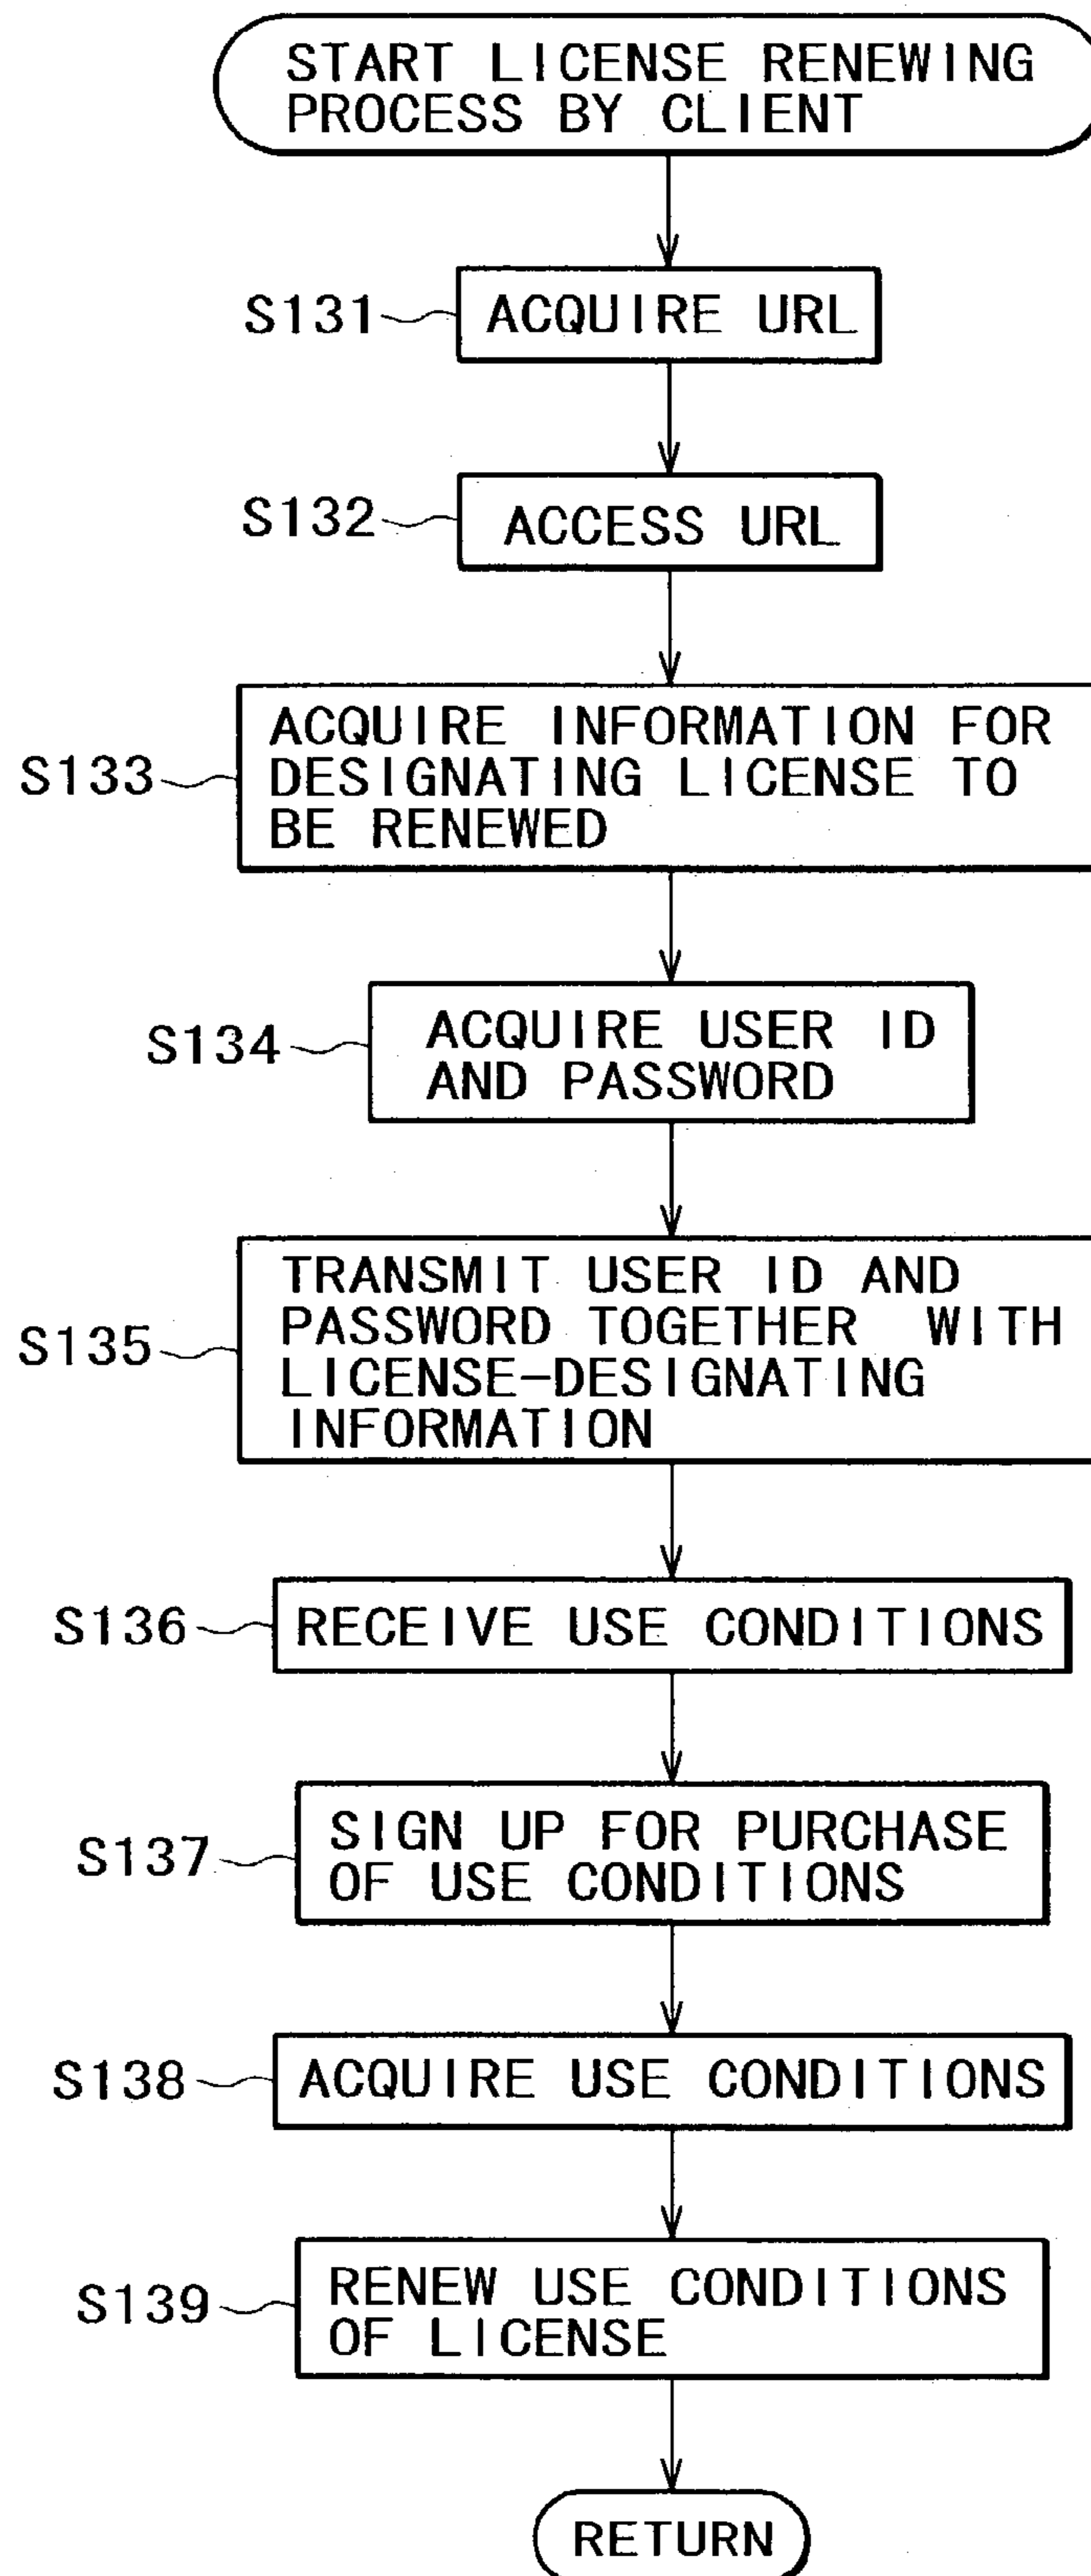 START LICENSE RENEWING
PROCESS BY CLIENT
S131
ACQUIRE URL
S132
ACCESS URL
S133
ACQUIRE INFORMATION FOR
DESIGNATING LICENSE TO
BE RENEWED
S134
ACQUIRE USER ID
AND PASSWORD
S135
TRANSMIT USER ID AND
PASSWORD TOGETHER WITH
LICENSE-DESIGNATING
INFORMATION
S136
RECEIVE USE CONDITIONS
S137
SIGN UP FOR PURCHASE
OF USE CONDITIONS
S138
ACQUIRE USE CONDITIONS
S139
RENEW USE CONDITIONS
OF LICENSE
RETURN